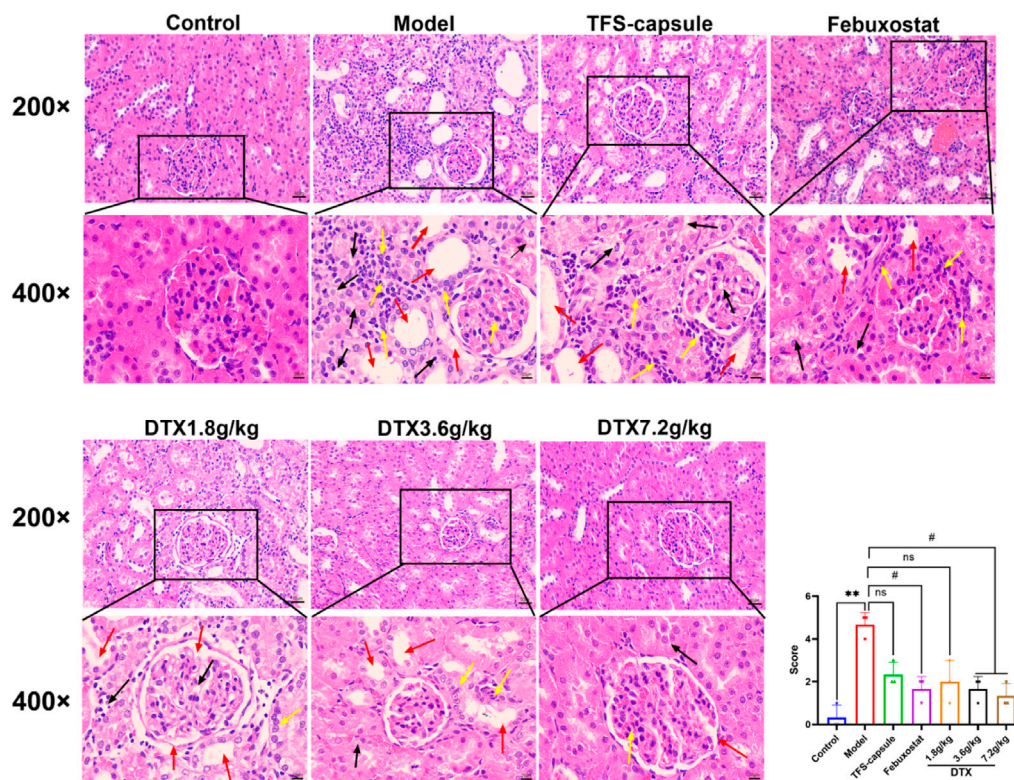 Control Model TFS-capsule Febuxostat
200×
400×
DTX1.8g/kg DTX3.6g/kg DTX7.2g/kg
200×
400×
#
ns
#
** ns
6
4
2
0
Score
Control
Model
TFS-capsule
Febuxostat
1.8g/kg
3.6g/kg
7.2g/kg
DTX